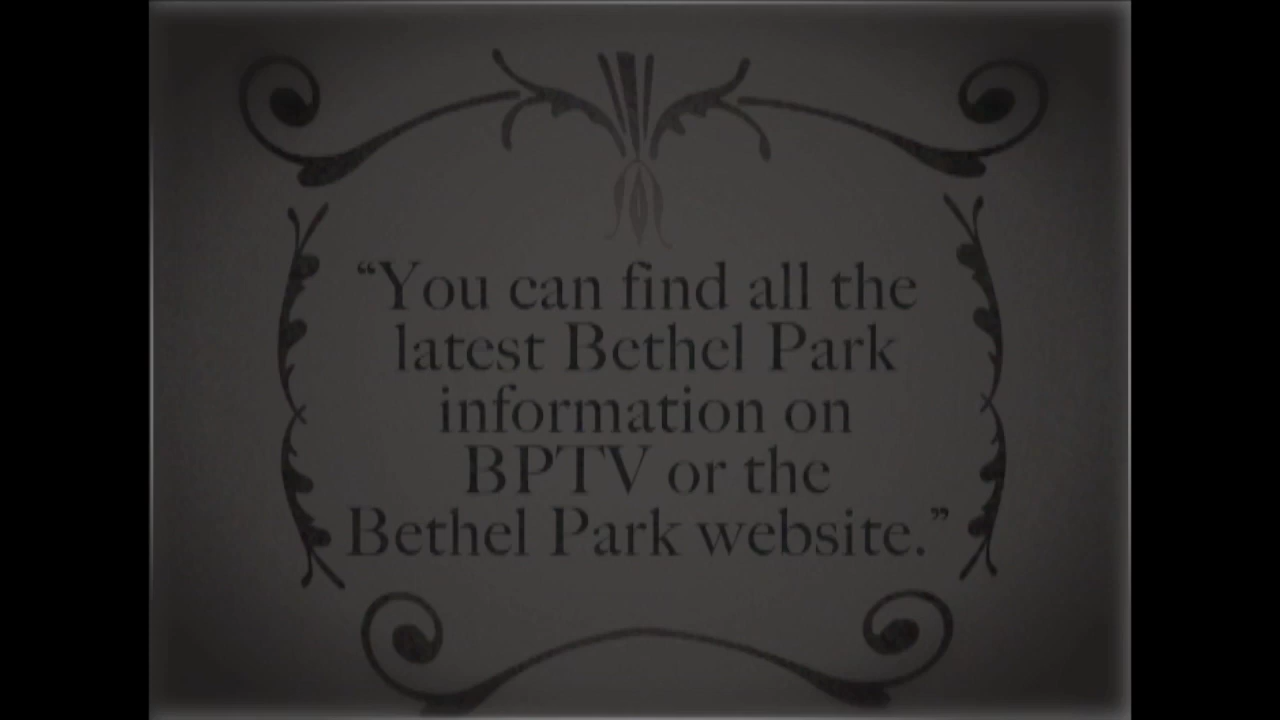 “You can find all the
latest Bethel Park
information on
BPTV or the
Bethel Park website.”